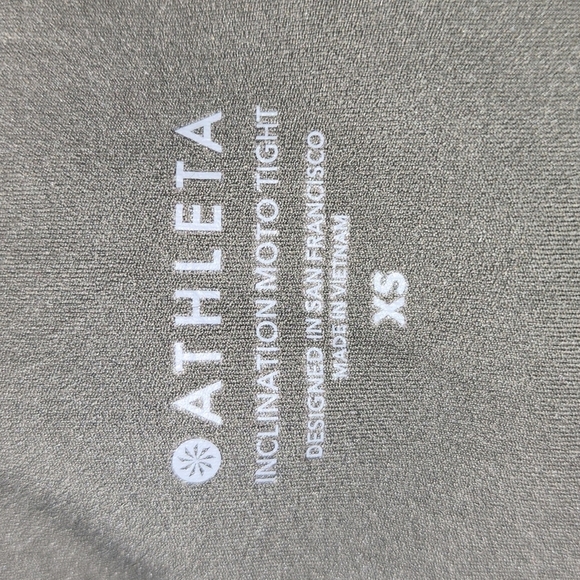 ATHLETA
INCLINATION MOTO TIGHT
DESIGNED IN SAN FRANCISCO
MADE IN VIETNAM
XS